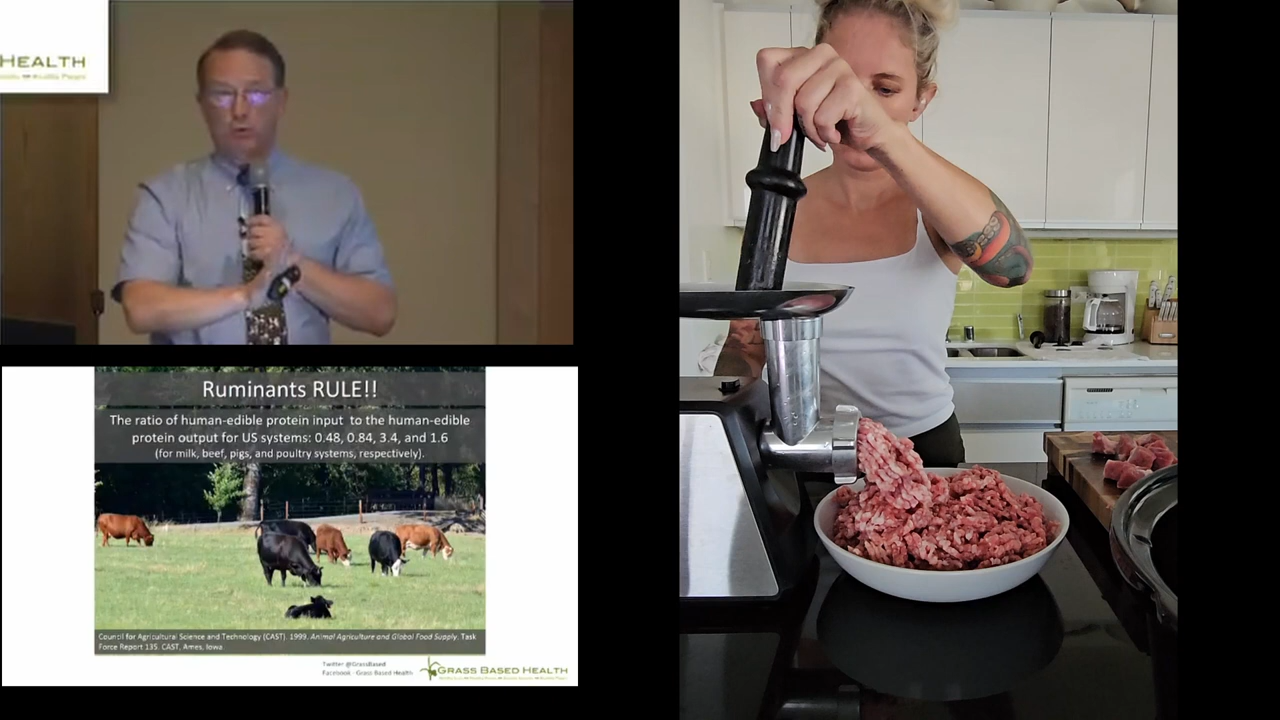 HEALTH
Ruminants RULE!!
The ratio of human-edible protein input to the human-edible
protein output for US systems: 0.48, 0.84, 3.4, and 1.6
(for milk, beef, pigs, and poultry systems, respectively).
Council for Agricultural Science and Technology (CAST). 1999. Animal Agriculture and Global Food Supply. Task
Force Report 135. CAST, Ames, Iowa
Twitter @GrassBased
Facebook - Grass Based Health
GRASS BASED HEALTH